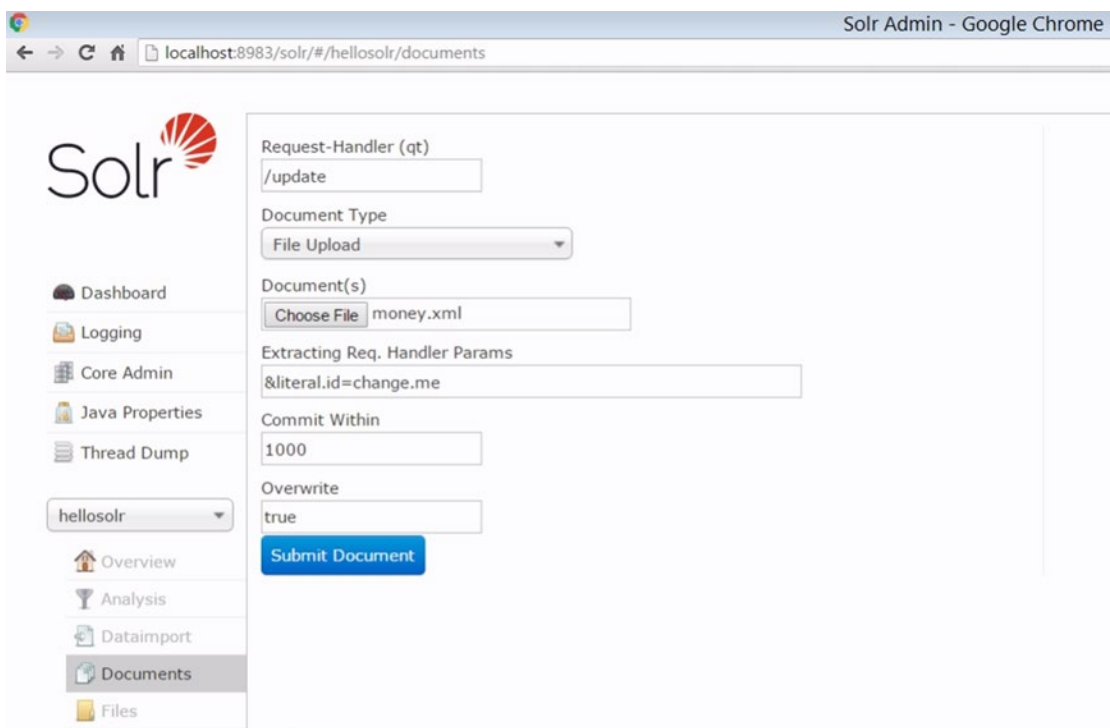 Solr Admin - Google Chrome
localhost:8983/solr/#/hellosolr/documents
Solr
Dashboard
Logging
Core Admin
Java Properties
Thread Dump
hellosolr
Overview
Analysis
Dataimport
Documents
Files
Request-Handler (qt)
/update
Document Type
File Upload
Document(s)
Choose File money.xml
Extracting Req. Handler Params
&literal.id=change.me
Commit Within
1000
Overwrite
true
Submit Document